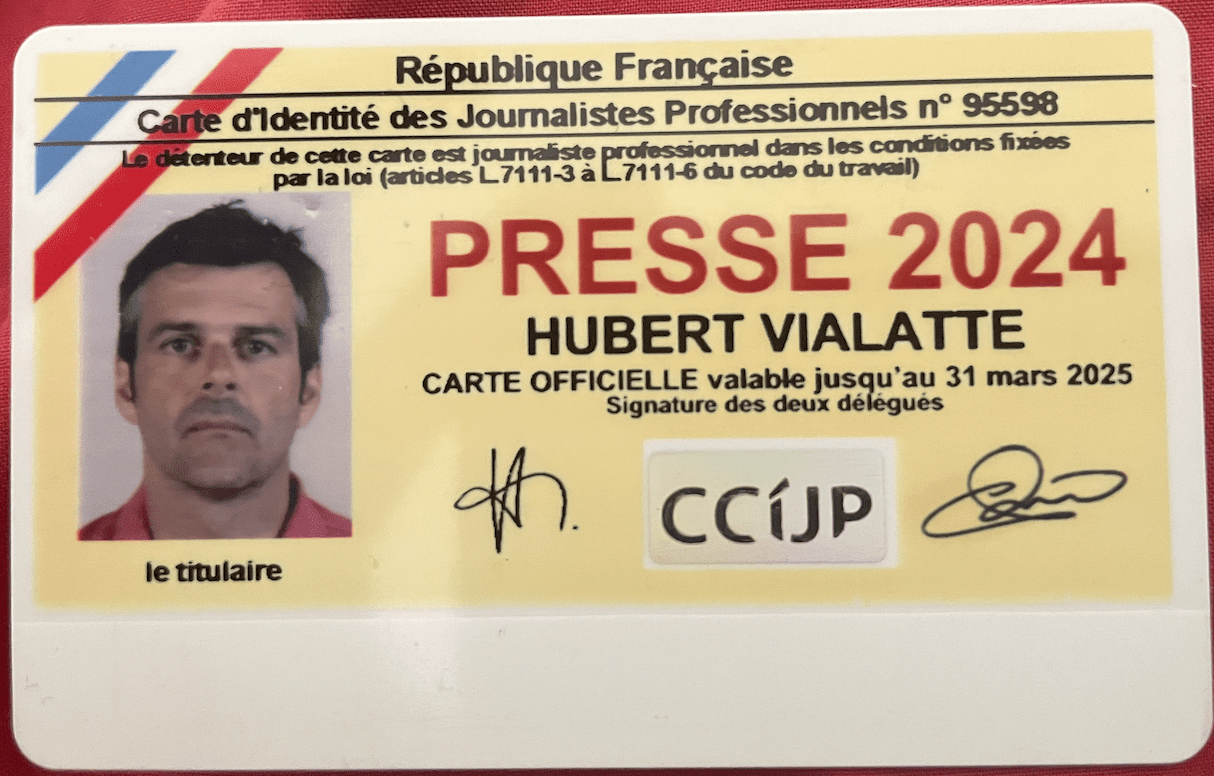 République Française
Carte d'Identité des Journalistes Professionnels n° 95598
Le détenteur de cette carte est journaliste professionnel dans les conditions fixées
par la loi (articles L7111-3 à L7111-6 du code du travail)
PRESSE 2024
HUBERT VIALATTE
CARTE OFFICIELLE valable jusqu'au 31 mars 2025
Signature des deux délégués
CCiJP
le titulaire